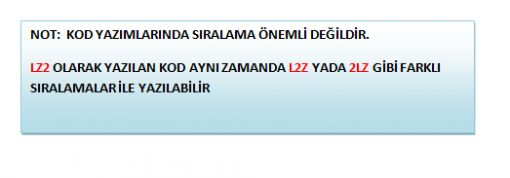 NOT: KOD YAZIMLARINDA SIRALAMA ÖNEMLİ DEĞİLDİR.
LZ2 OLARAK YAZILAN KOD AYNI ZAMANDA L2Z YADA 2LZ GİBİ FARKLI
SIRALAMALAR İLE YAZILABİLİR